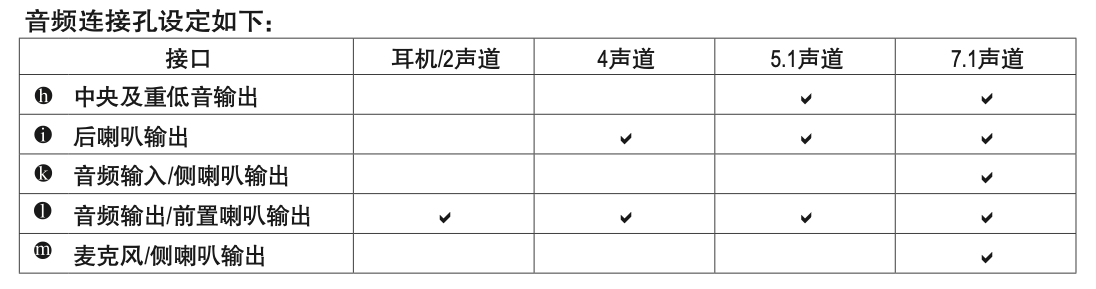 音频连接孔设定如下:
接口 耳机/2声道 4声道 5.1声道 7.1声道
ⓗ 中央及重低音输出 ✓ ✓
ⓘ 后喇叭输出 ✓ ✓ ✓
ⓚ 音频输入/侧喇叭输出 ✓
ⓛ 音频输出/前置喇叭输出 ✓ ✓ ✓ ✓
ⓜ 麦克风/侧喇叭输出 ✓